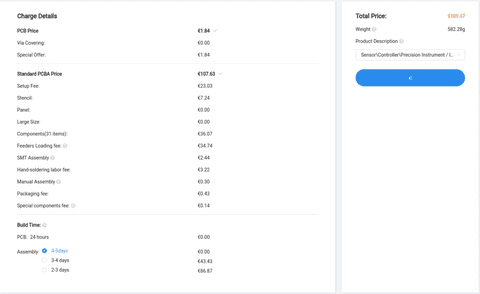 Charge Details
PCB Price €1.84
Via Covering: €0.00
Special Offer: €1.84
Standard PCBA Price €107.63
Setup Fee: €23.03
Stencil: €7.24
Panel: €0.00
Large Size: €0.00
Components(31 items): €36.07
Feeders Loading fee: €34.74
SMT Assembly €2.44
Hand-soldering labor fee: €3.22
Manual Assembly €0.30
Packaging fee: €0.43
Special components fee: €0.14
Build Time:
PCB: 24 hours €0.00
Assembly: 4-5days €0.00
3-4 days €43.43
2-3 days €86.87
Total Price:
Weight 582.28g
Product Description
Sensor\Controller\Precision Instrument / I...